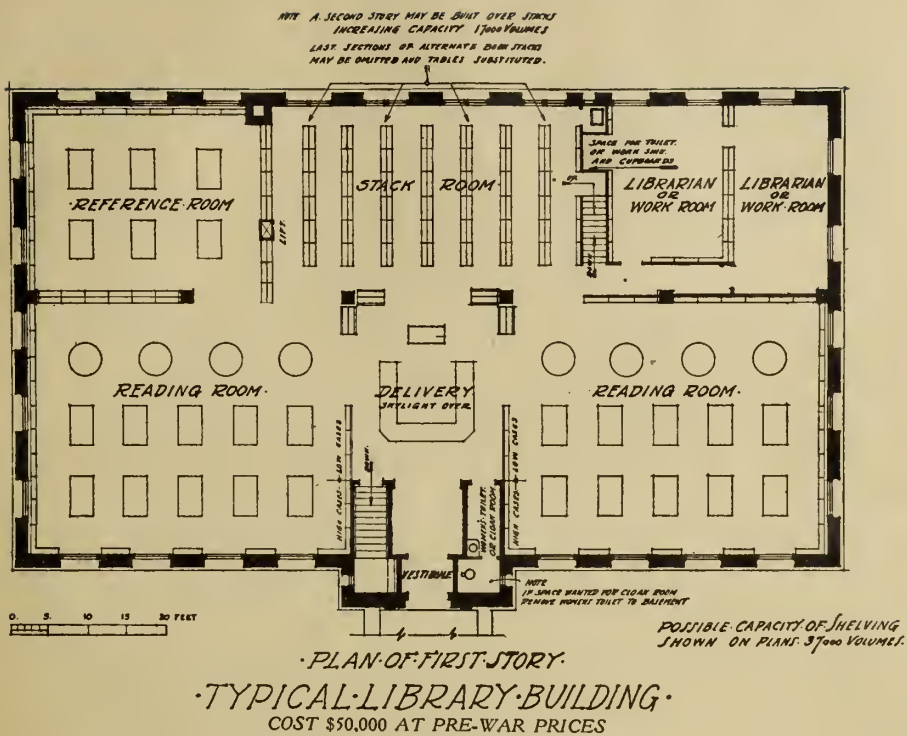 NOTE A SECOND STORY MAY BE BUILT OVER STACKS
INCREASING CAPACITY 17000 VOLUMES
LAST SECTIONS OF ALTERNATE BOOK STACKS
MAY BE OMITTED AND TABLES SUBSTITUTED.
SPACE FOR TOILET.
OR WORK SINK
AND CUPBOARDS
STACK ROOM
UP
LIBRARIAN
OR
WORK ROOM
LIBRARIAN
OR
WORK ROOM
·REFERENCE·ROOM
LIFT.
DOWN
READING ROOM·
DELIVERY
SKYLIGHT OVER
READING ROOM·
HIGH CASES - LOW CASES
DOWN.
WOMEN'S TOILET
OR CLOAK ROOM
HIGH CASES - LOW CASES
VESTIBULE
NOTE
IF SPACE WANTED FOR CLOAK ROOM
REMOVE WOMENS TOILET TO BASEMENT
0. 5. 10 15 20 FEET
POSSIBLE·CAPACITY·OF·SHELVING
SHOWN ON PLANS·37000 VOLUMES.
·PLAN·OF·FIRST·STORY·
·TYPICAL·LIBRARY·BUILDING·
COST $50,000 AT PRE-WAR PRICES